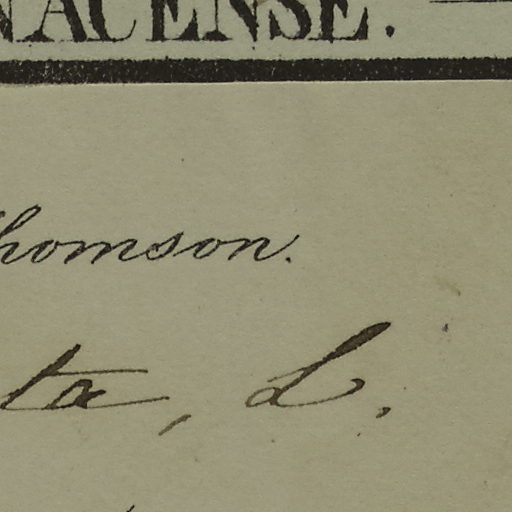 NACENSE.
homson.
ta, L.